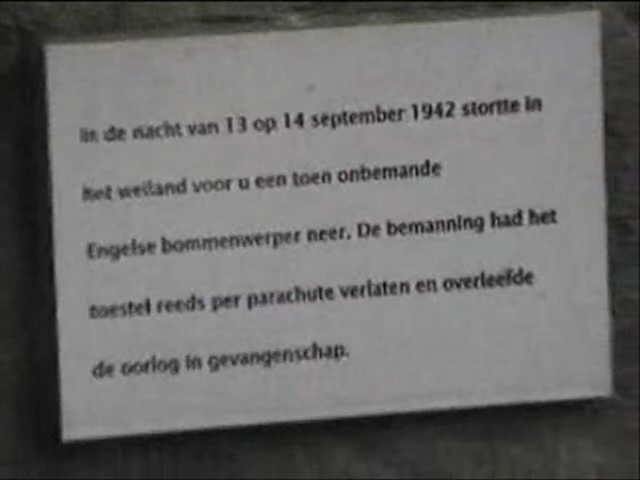 In de nacht van 13 op 14 september 1942 stortte in
het weiland voor u een toen onbemande
Engelse bommenwerper neer. De bemanning had het
toestel reeds per parachute verlaten en overleefde
de oorlog in gevangenschap.